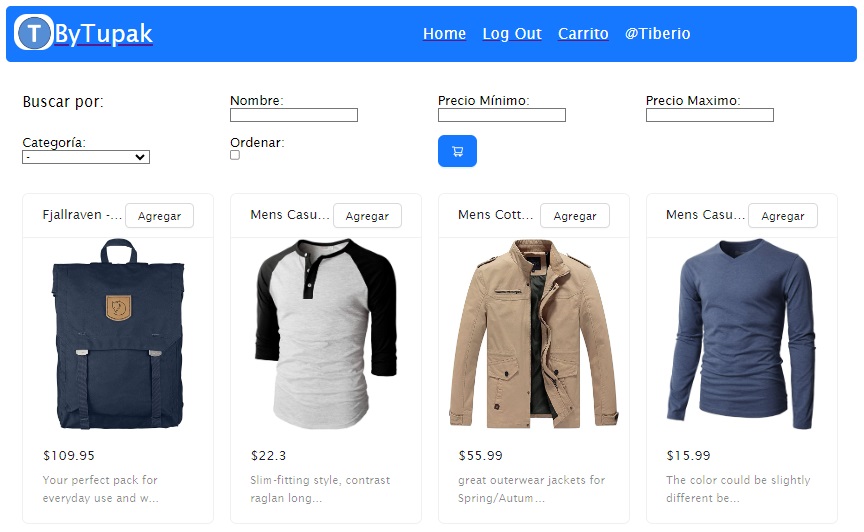 T ByTupak
Home Log Out Carrito @Tiberio
Buscar por:
Nombre:
Precio Mínimo:
Precio Maximo:
Categoría:
-
Ordenar:
Fjallraven -... Agregar
$109.95
Your perfect pack for
everyday use and w...
Mens Casu... Agregar
$22.3
Slim-fitting style, contrast
raglan long...
Mens Cott... Agregar
$55.99
great outerwear jackets for
Spring/Autum...
Mens Casu... Agregar
$15.99
The color could be slightly
different be...